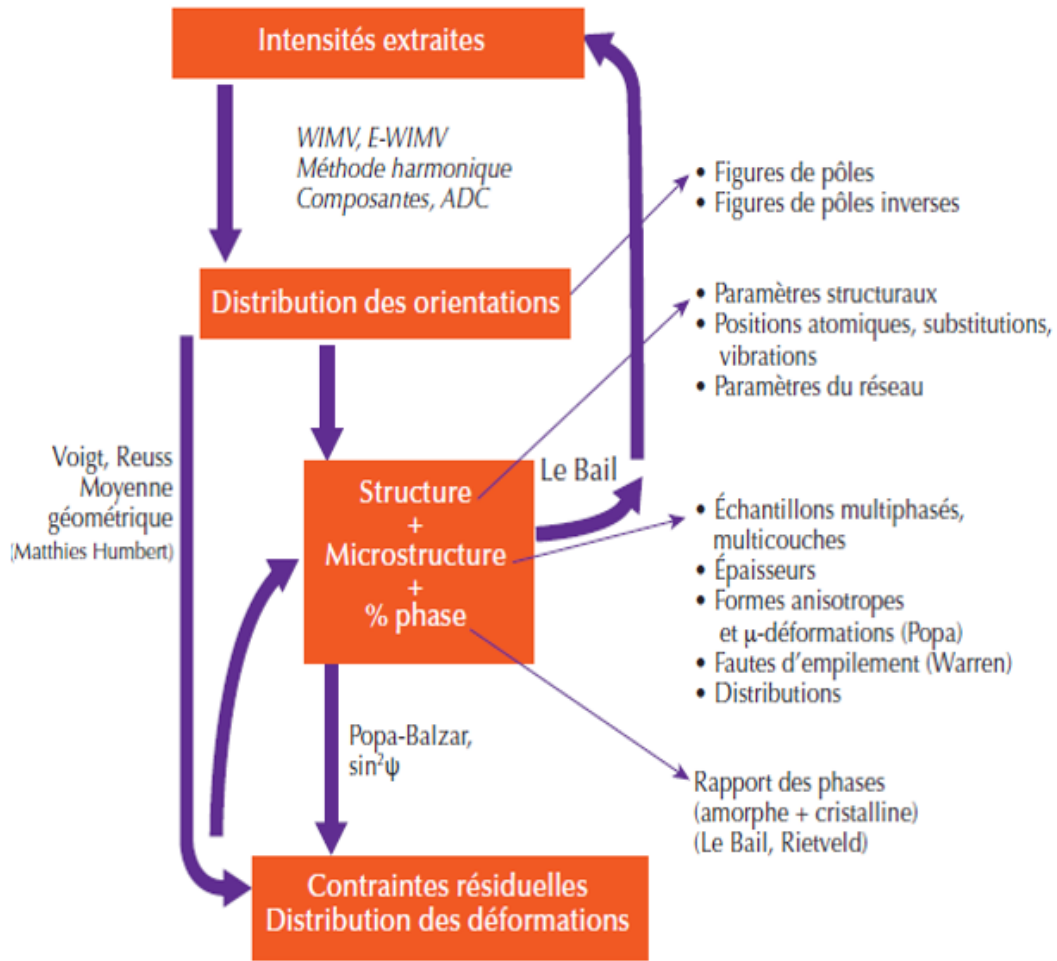 Intensités extraites
WIMV, E-WIMV
Méthode harmonique
Composantes, ADC
• Figures de pôles
• Figures de pôles inverses
Distribution des orientations
• Paramètres structuraux
• Positions atomiques, substitutions,
vibrations
• Paramètres du réseau
Voigt, Reuss
Moyenne
géométrique
(Matthies Humbert)
Le Bail
Structure
+
Microstructure
+
% phase
• Échantillons multiphasés,
multicouches
• Épaisseurs
• Formes anisotropes
et μ-déformations (Popa)
• Fautes d'empilement (Warren)
• Distributions
Popa-Balzar,
sin²ψ
Rapport des phases
(amorphe + cristalline)
(Le Bail, Rietveld)
Contraintes résiduelles
Distribution des déformations